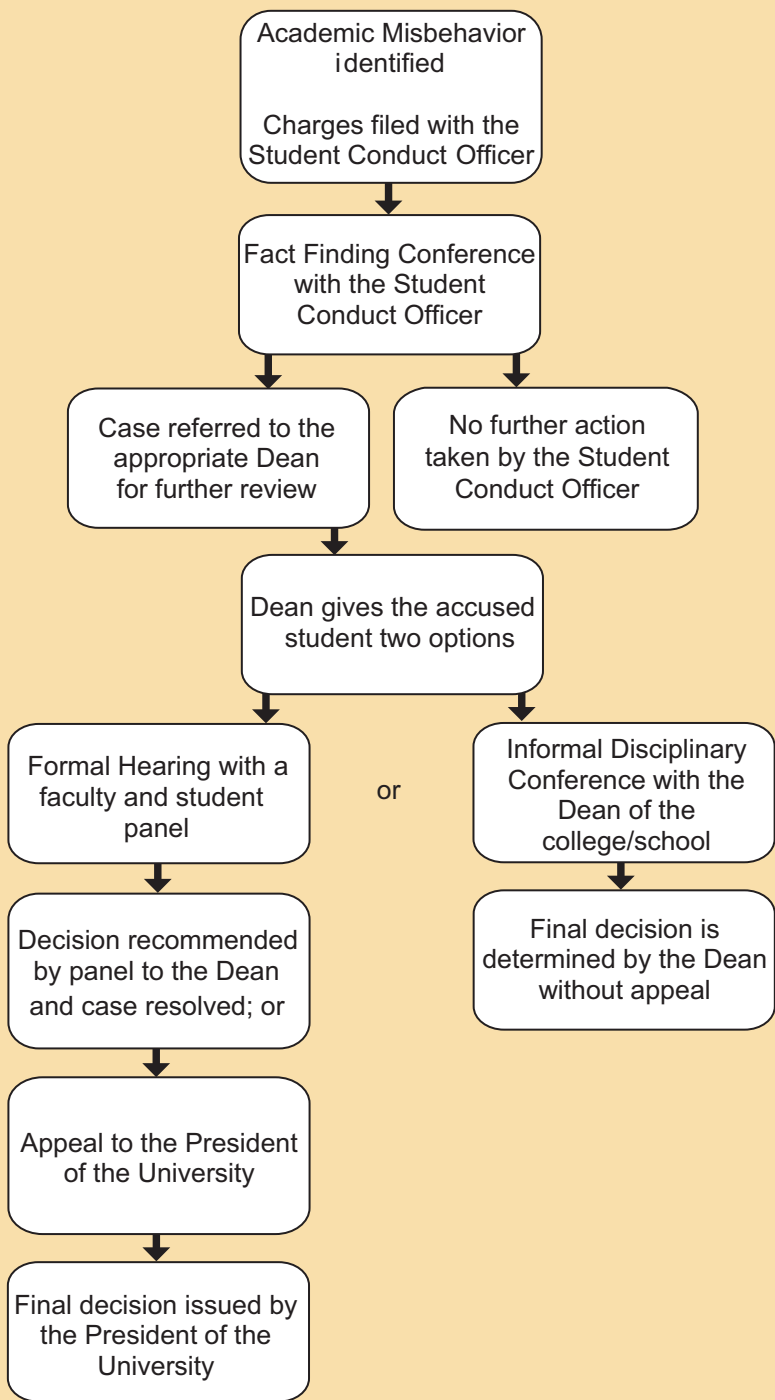 Academic Misbehavior
identified
Charges filed with the
Student Conduct Officer
Fact Finding Conference
with the Student
Conduct Officer
Case referred to the
appropriate Dean
for further review
No further action
taken by the Student
Conduct Officer
Dean gives the accused
student two options
Formal Hearing with a
faculty and student
panel
or
Informal Disciplinary
Conference with the
Dean of the
college/school
Decision recommended
by panel to the Dean
and case resolved; or
Final decision is
determined by the Dean
without appeal
Appeal to the President
of the University
Final decision issued by
the President of the
University